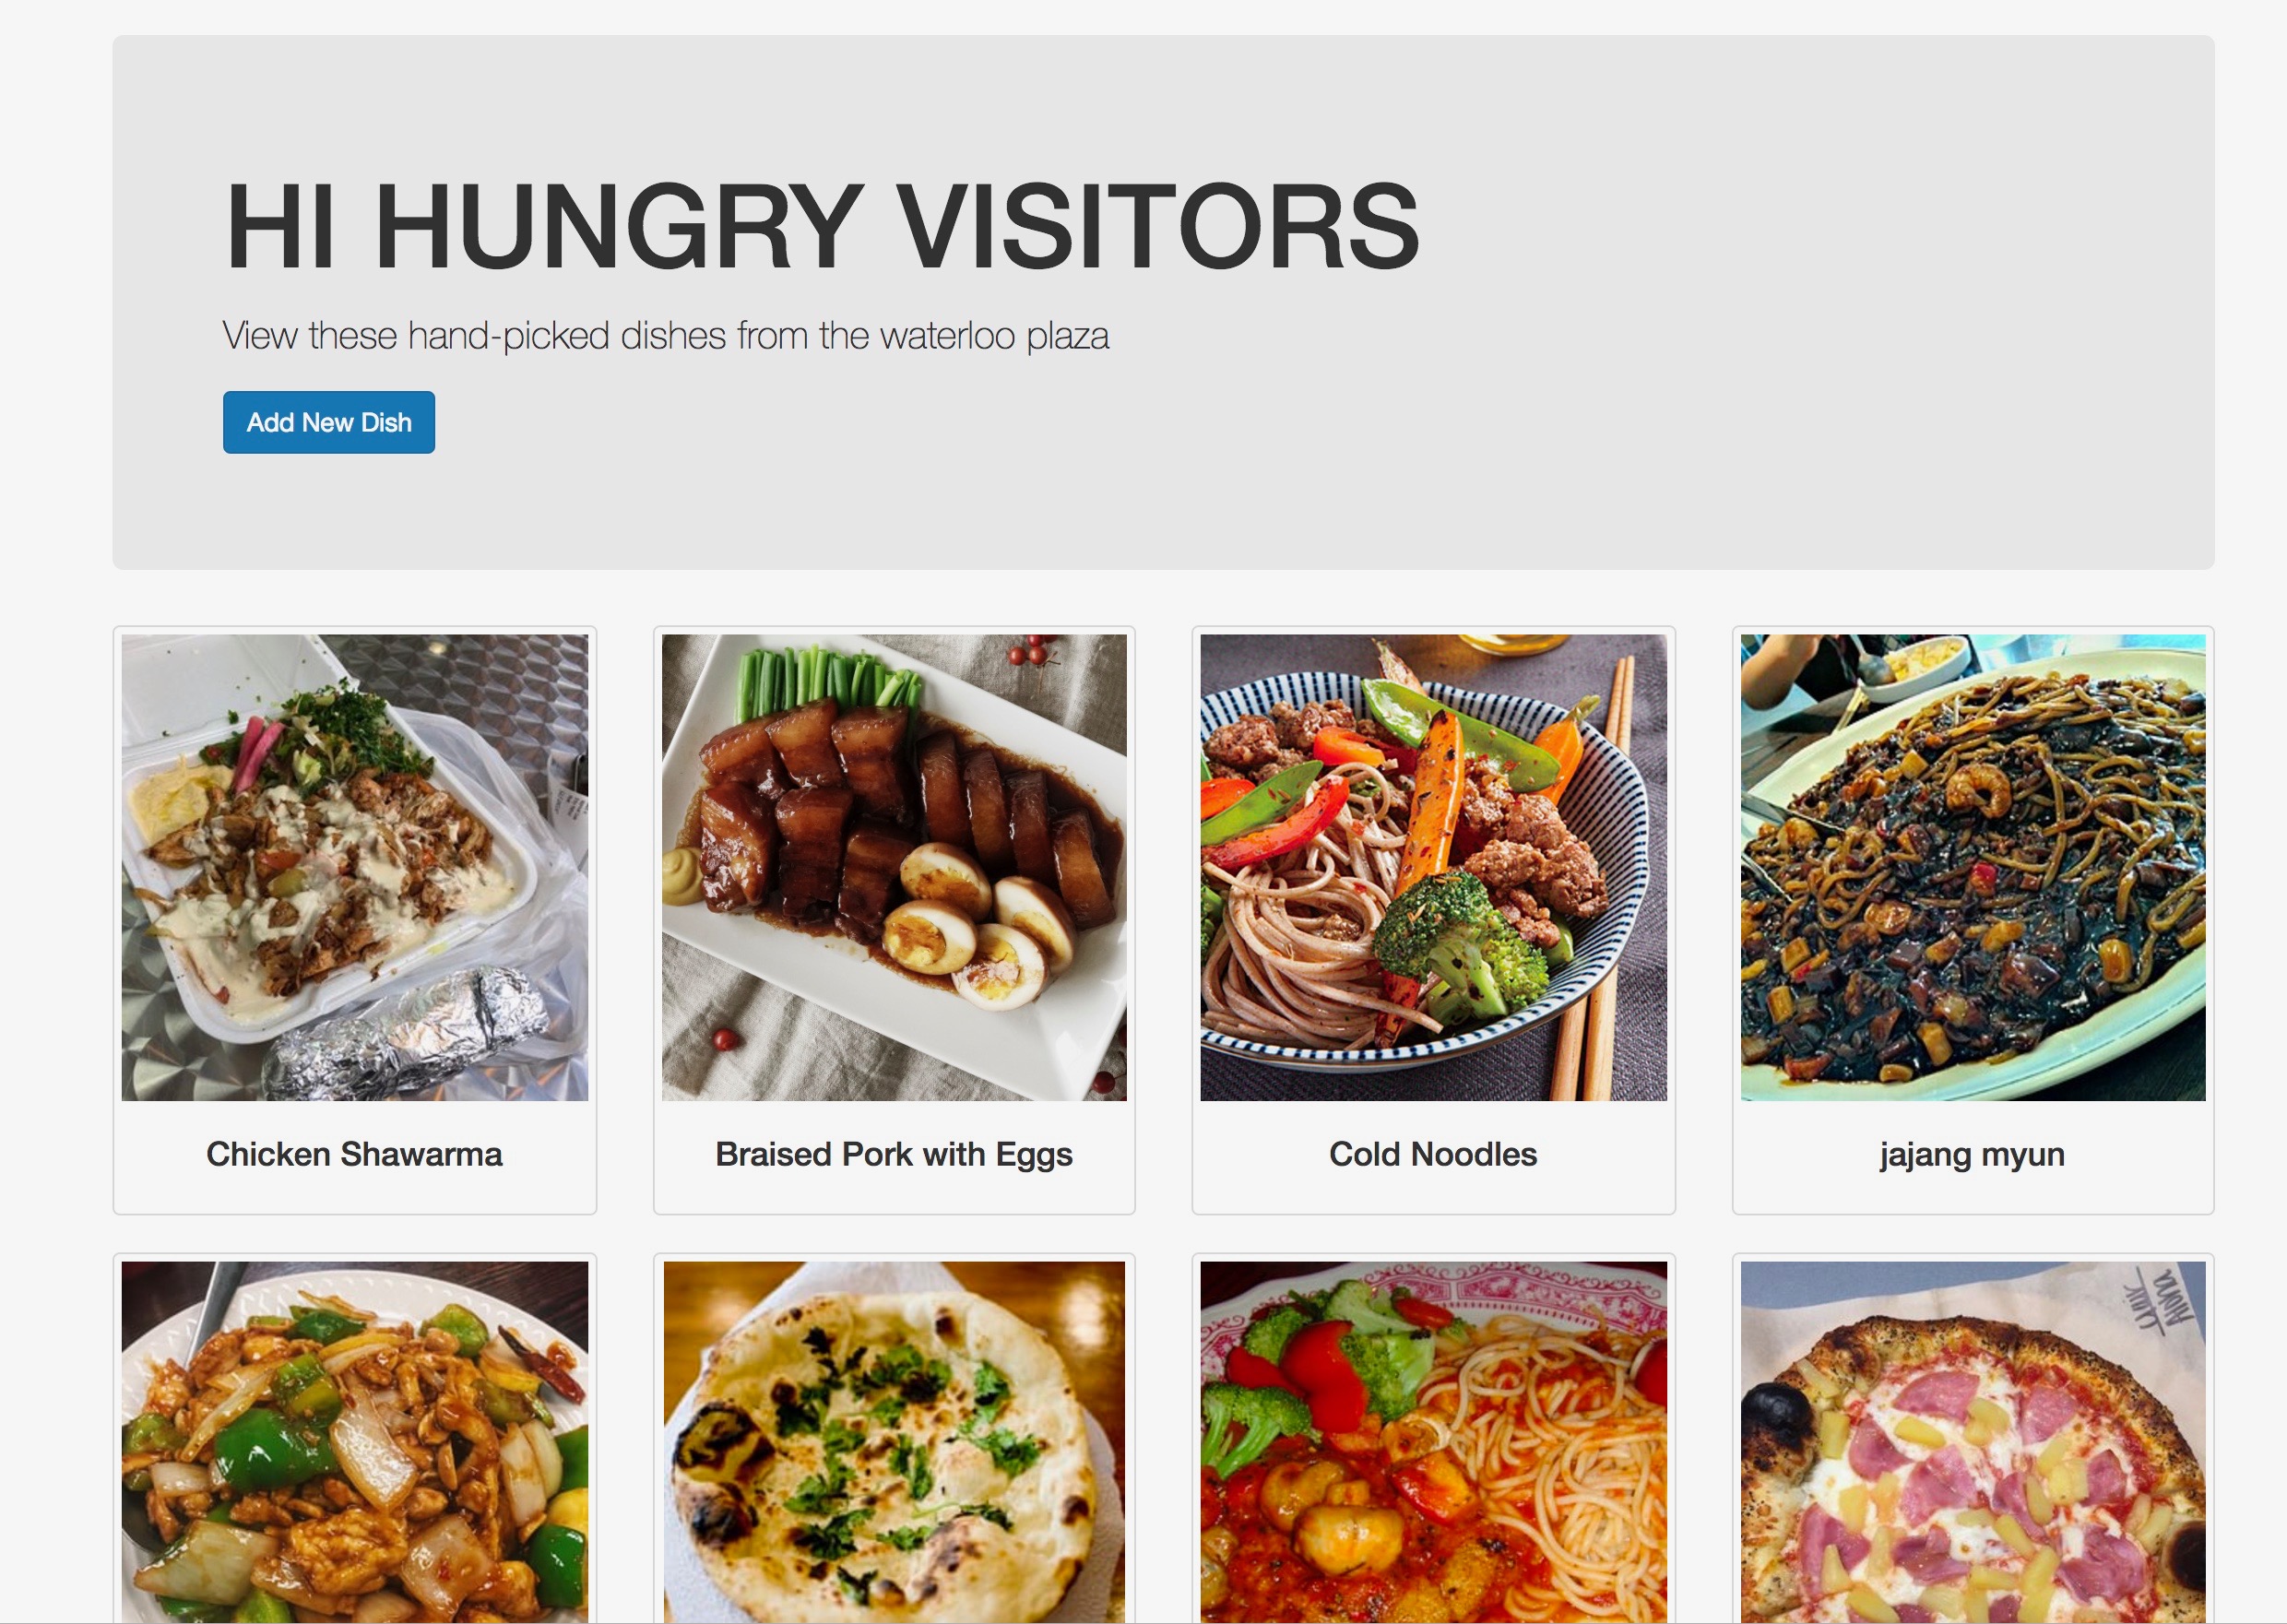 HI HUNGRY VISITORS
View these hand-picked dishes from the waterloo plaza
Add New Dish
Chicken Shawarma
Braised Pork with Eggs
Cold Noodles
jajang myun